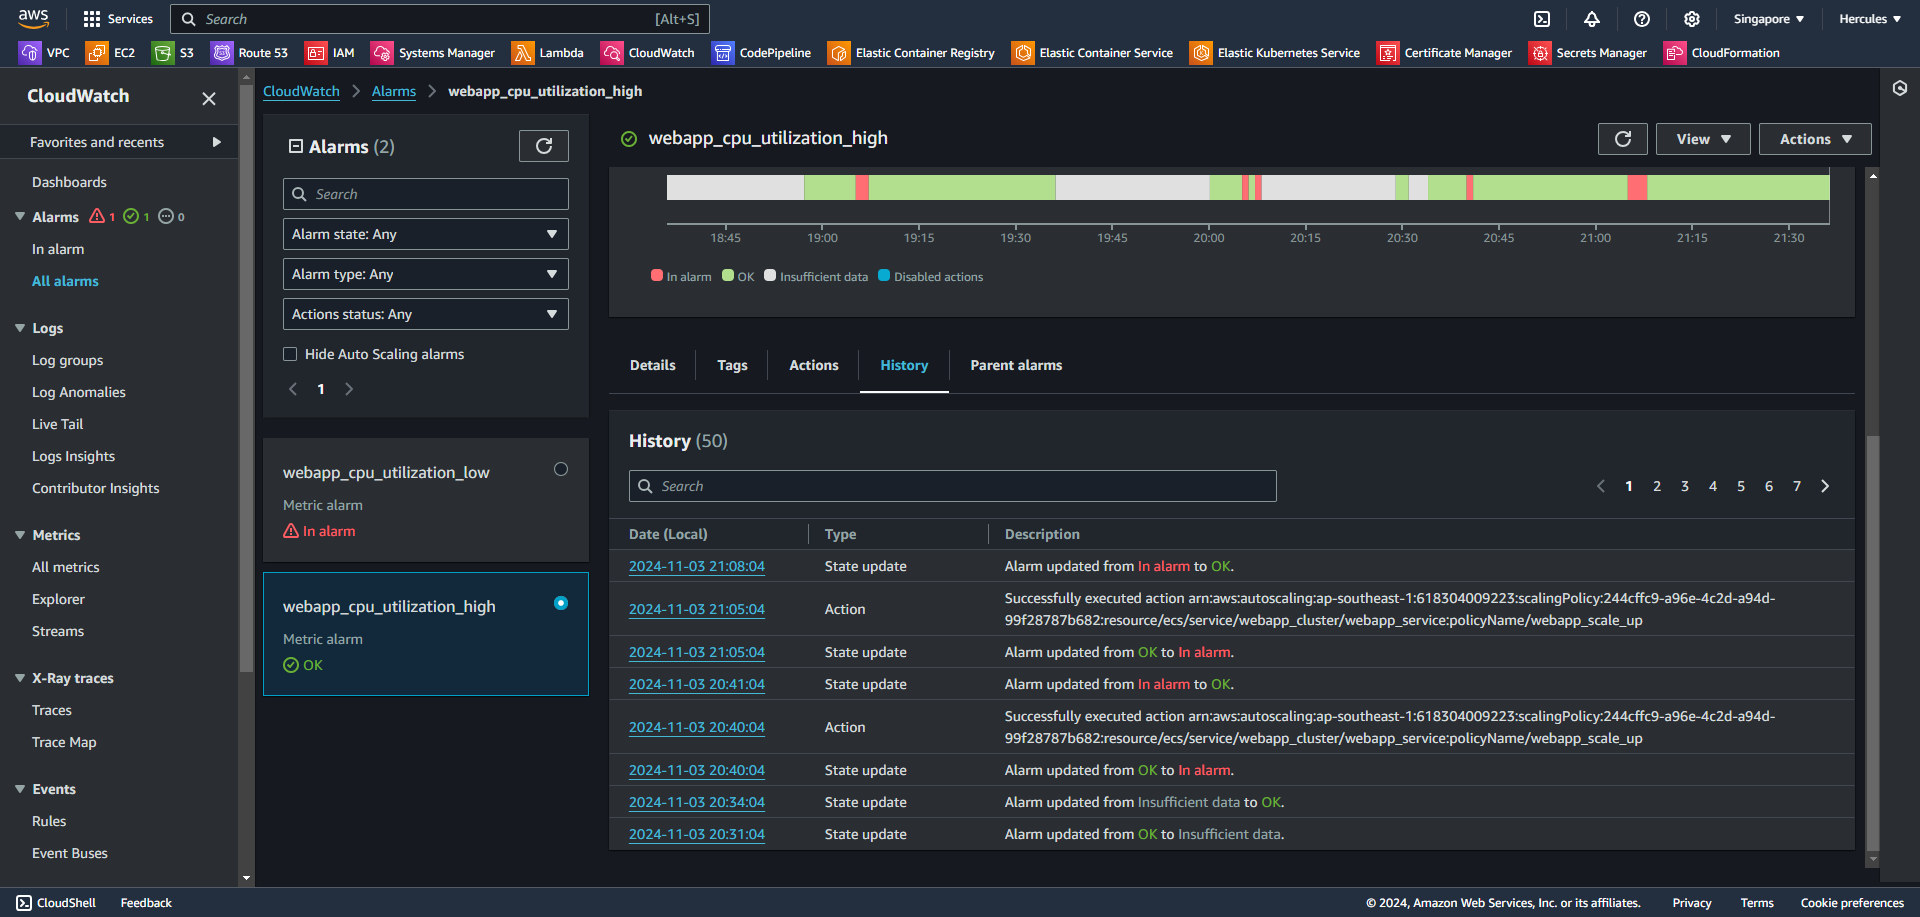 aws
Services
Search
[Alt+S]
Singapore
Hercules
VPC
EC2
S3
Route 53
IAM
Systems Manager
Lambda
CloudWatch
CodePipeline
Elastic Container Registry
Elastic Container Service
Elastic Kubernetes Service
Certificate Manager
Secrets Manager
CloudFormation
CloudWatch
Favorites and recents
Dashboards
Alarms 1 1 0
In alarm
All alarms
Logs
Log groups
Log Anomalies
Live Tail
Logs Insights
Contributor Insights
Metrics
All metrics
Explorer
Streams
X-Ray traces
Traces
Trace Map
Events
Rules
Event Buses
CloudWatch
Alarms
webapp_cpu_utilization_high
Alarms (2)
Search
Alarm state: Any
Alarm type: Any
Actions status: Any
Hide Auto Scaling alarms
1
webapp_cpu_utilization_low
Metric alarm
In alarm
webapp_cpu_utilization_high
Metric alarm
OK
webapp_cpu_utilization_high
View
Actions
18:45 19:00 19:15 19:30 19:45 20:00 20:15 20:30 20:45 21:00 21:15 21:30
In alarm OK Insufficient data Disabled actions
Details
Tags
Actions
History
Parent alarms
History (50)
Search
1 2 3 4 5 6 7
Date (Local) Type Description
2024-11-03 21:08:04 State update Alarm updated from In alarm to OK.
2024-11-03 21:05:04 Action Successfully executed action arn:aws:autoscaling:ap-southeast-1:618304009223:scalingPolicy:244cffc9-a96e-4c2d-a94d-
99f28787b682:resource/ecs/service/webapp_cluster/webapp_service:policyName/webapp_scale_up
2024-11-03 21:05:04 State update Alarm updated from OK to In alarm.
2024-11-03 20:41:04 State update Alarm updated from In alarm to OK.
2024-11-03 20:40:04 Action Successfully executed action arn:aws:autoscaling:ap-southeast-1:618304009223:scalingPolicy:244cffc9-a96e-4c2d-a94d-
99f28787b682:resource/ecs/service/webapp_cluster/webapp_service:policyName/webapp_scale_up
2024-11-03 20:40:04 State update Alarm updated from OK to In alarm.
2024-11-03 20:34:04 State update Alarm updated from Insufficient data to OK.
2024-11-03 20:31:04 State update Alarm updated from OK to Insufficient data.
CloudShell
Feedback
© 2024, Amazon Web Services, Inc. or its affiliates.
Privacy
Terms
Cookie preferences